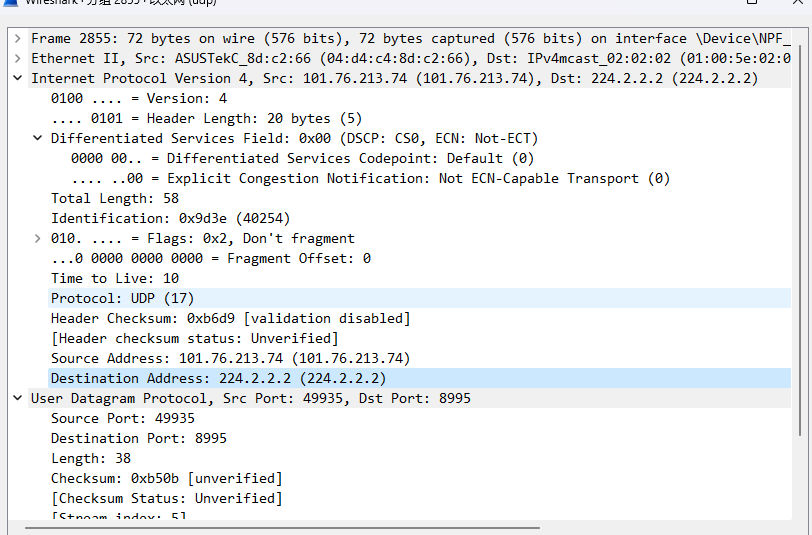 Wireshark · 分组 2855 · 以太网 (udp)
Frame 2855: 72 bytes on wire (576 bits), 72 bytes captured (576 bits) on interface \Device\NPF_
Ethernet II, Src: ASUSTekC_8d:c2:66 (04:d4:c4:8d:c2:66), Dst: IPv4mcast_02:02:02 (01:00:5e:02:0
Internet Protocol Version 4, Src: 101.76.213.74 (101.76.213.74), Dst: 224.2.2.2 (224.2.2.2)
0100 .... = Version: 4
.... 0101 = Header Length: 20 bytes (5)
Differentiated Services Field: 0x00 (DSCP: CS0, ECN: Not-ECT)
0000 00.. = Differentiated Services Codepoint: Default (0)
.... ..00 = Explicit Congestion Notification: Not ECN-Capable Transport (0)
Total Length: 58
Identification: 0x9d3e (40254)
010. .... = Flags: 0x2, Don't fragment
...0 0000 0000 0000 = Fragment Offset: 0
Time to Live: 10
Protocol: UDP (17)
Header Checksum: 0xb6d9 [validation disabled]
[Header checksum status: Unverified]
Source Address: 101.76.213.74 (101.76.213.74)
Destination Address: 224.2.2.2 (224.2.2.2)
User Datagram Protocol, Src Port: 49935, Dst Port: 8995
Source Port: 49935
Destination Port: 8995
Length: 38
Checksum: 0xb50b [unverified]
[Checksum Status: Unverified]
[Stream index: 5]